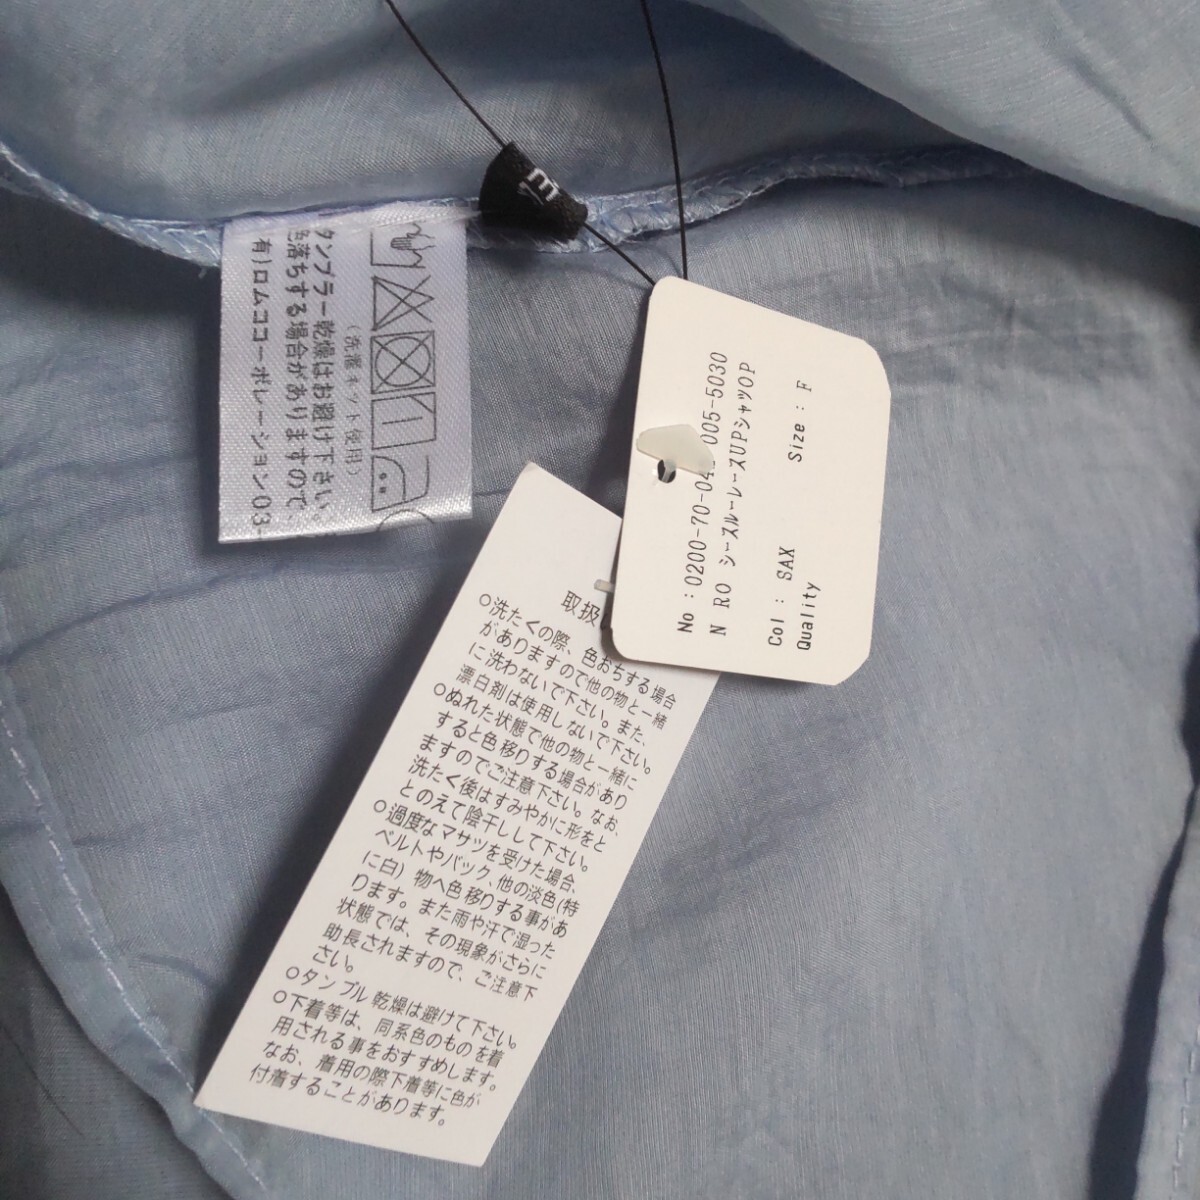 (洗濯ネット使用)
タンブラー乾燥はお避け下さい
色落ちする場合がありますので、
有)ロムココーポレーション 03-
No : 0200-70-04 005-5030
N RO シースルーレースUPシャツOP
Col : SAX
Size : F
Quality
取扱
○洗たくの際、色おちする場合
がありますので他の物と一緒
に洗わないで下さい。また、
漂白剤は使用しないで下さい。
○ぬれた状態で他の物と一緒に
すると色移りする場合があり
ますのでご注意下さい。なお、
洗たく後はすみやかに形をと
とのえて陰干しして下さい。
○過度なマサツを受けた場合、
ベルトやバック、他の淡色(特
に白) 物へ色移りする事があ
ります。また雨や汗で湿った
状態では、その現象がさらに
助長されますので、ご注意下
さい。
○タンブル乾燥は避けて下さい。
○下着等は、同系色のものを着
用される事をおすすめします。
なお、着用の際下着等に色が
付着することがあります。